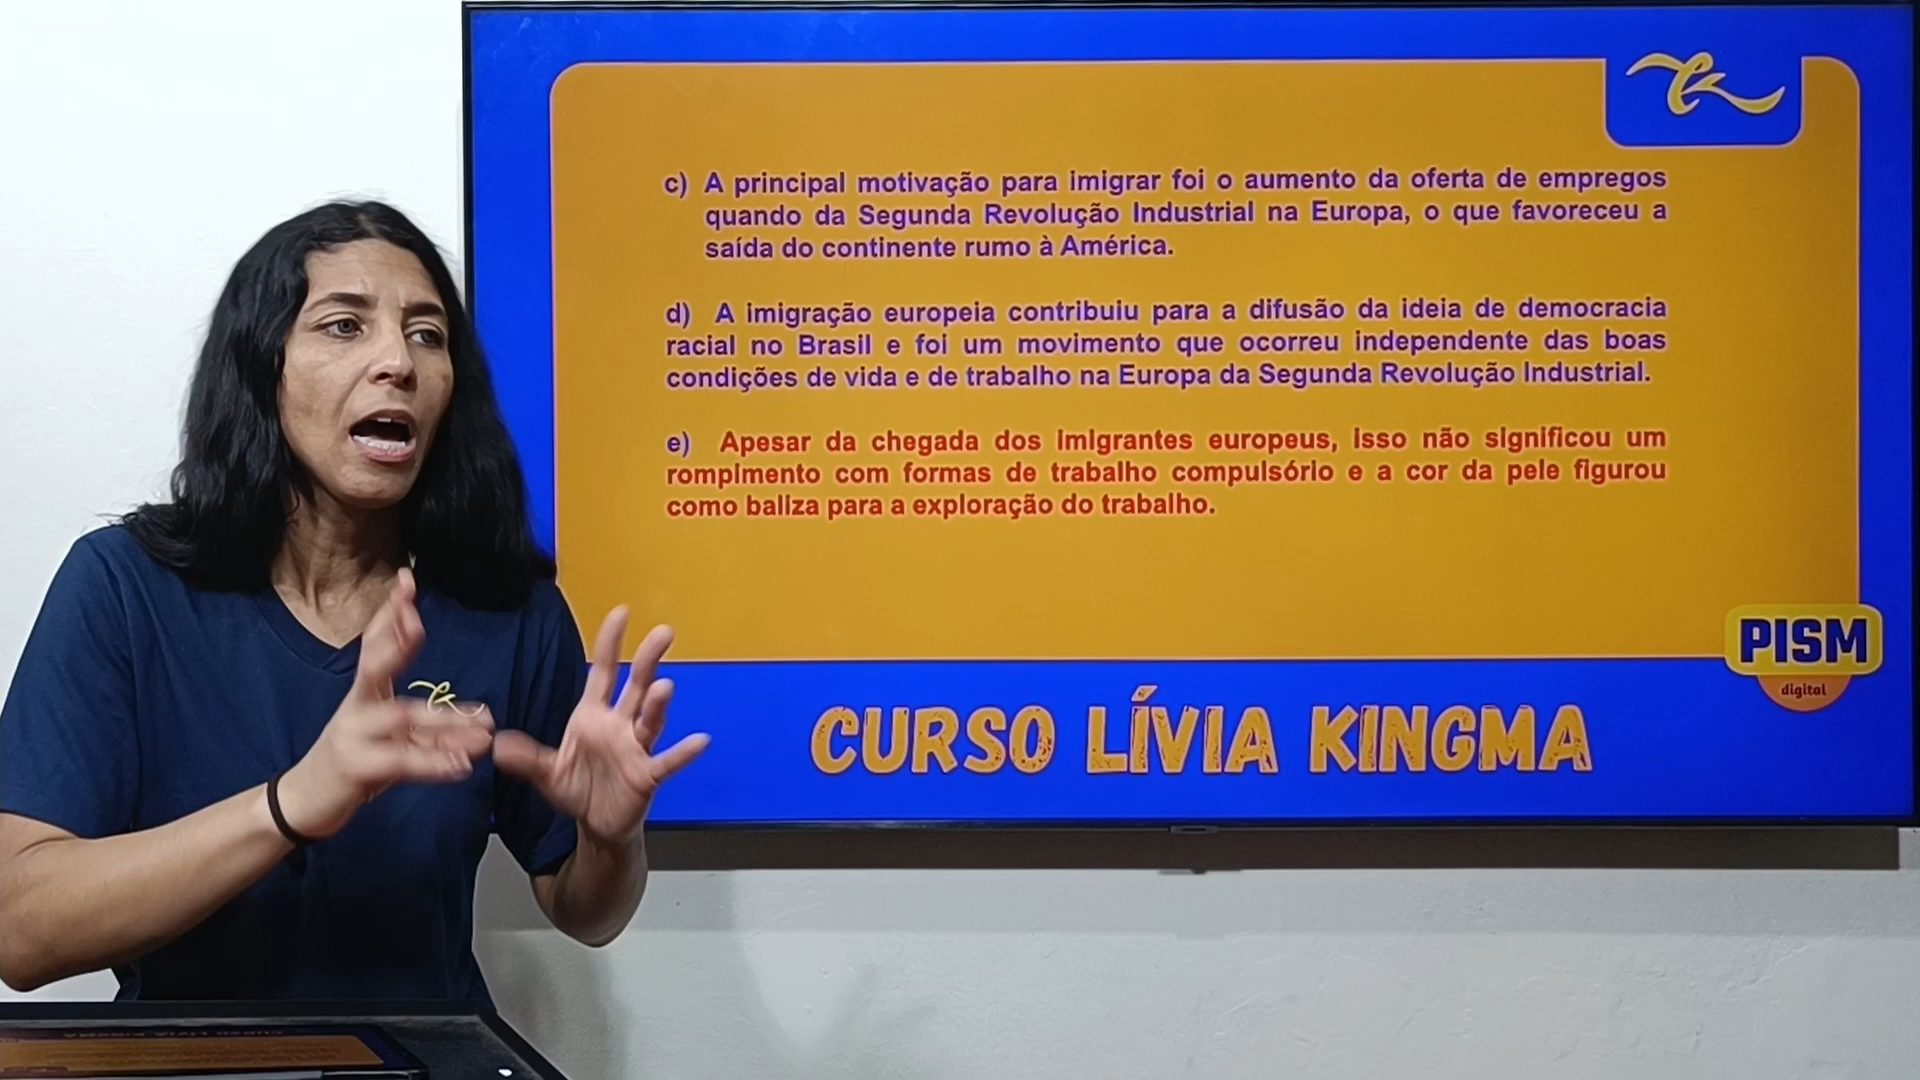 c) A principal motivação para imigrar foi o aumento da oferta de empregos
quando da Segunda Revolução Industrial na Europa, o que favoreceu a
saída do continente rumo à América.
d) A imigração europeia contribuiu para a difusão da ideia de democracia
racial no Brasil e foi um movimento que ocorreu independente das boas
condições de vida e de trabalho na Europa da Segunda Revolução Industrial.
e) Apesar da chegada dos imigrantes europeus, isso não significou um
rompimento com formas de trabalho compulsório e a cor da pele figurou
como baliza para a exploração do trabalho.
PISM
digital
CURSO LÍVIA KINGMA